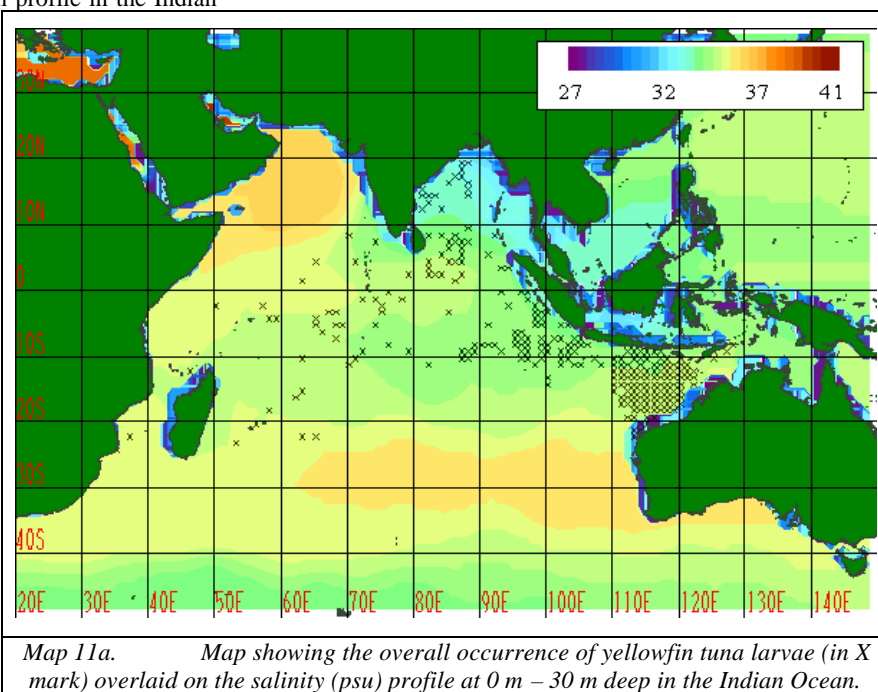 profile in the Indian
27 32 37 41
30N
20N
10N
0
10S
20S
30S
40S
20E 30E 40E 50E 60E 70E 80E 90E 100E 110E 120E 130E 140E
Map 11a. Map showing the overall occurrence of yellowfin tuna larvae (in X
mark) overlaid on the salinity (psu) profile at 0 m – 30 m deep in the Indian Ocean.